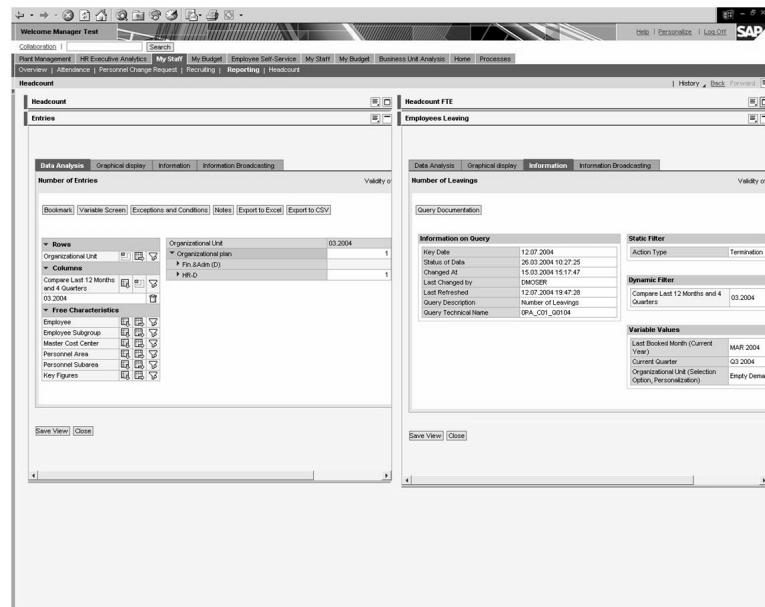 Welcome Manager Test
Help | Personalize | Log Off
SAP
Collaboration |
Search
Plant Management HR Executive Analytics My Staff My Budget Employee Self-Service My Staff My Budget Business Unit Analysis Home Processes
Overview | Attendance | Personnel Change Request | Recruiting | Reporting | Headcount
Headcount
| History Back Forward
Headcount
Entries
Data Analysis Graphical display Information Information Broadcasting
Number of Entries
Validity o
Bookmark Variable Screen Exceptions and Conditions Notes Export to Excel Export to CSV
Rows
Organizational Unit
Columns
Compare Last 12 Months
and 4 Quarters
03.2004
Free Characteristics
Employee
Employee Subgroup
Master Cost Center
Personnel Area
Personnel Subarea
Key Figures
Organizational Unit 03.2004
Organizational plan 1
Fin.&Adm (D)
HR-D 1
Save View Close
Headcount FTE
Employees Leaving
Data Analysis Graphical display Information Information Broadcasting
Number of Leavings
Validity o
Query Documentation
Information on Query
Key Date 12.07.2004
Status of Data 26.03.2004 10:27:25
Changed At 15.03.2004 15:17:47
Last Changed by DMOSER
Last Refreshed 12.07.2004 19:47:28
Query Description Number of Leavings
Query Technical Name 0PA_C01_Q0104
Static Filter
Action Type Termination
Dynamic Filter
Compare Last 12 Months and 4
Quarters
03.2004
Variable Values
Last Booked Month (Current
Year)
MAR 2004
Current Quarter Q3 2004
Organizational Unit (Selection
Option, Personalization)
Empty Dema
Save View Close